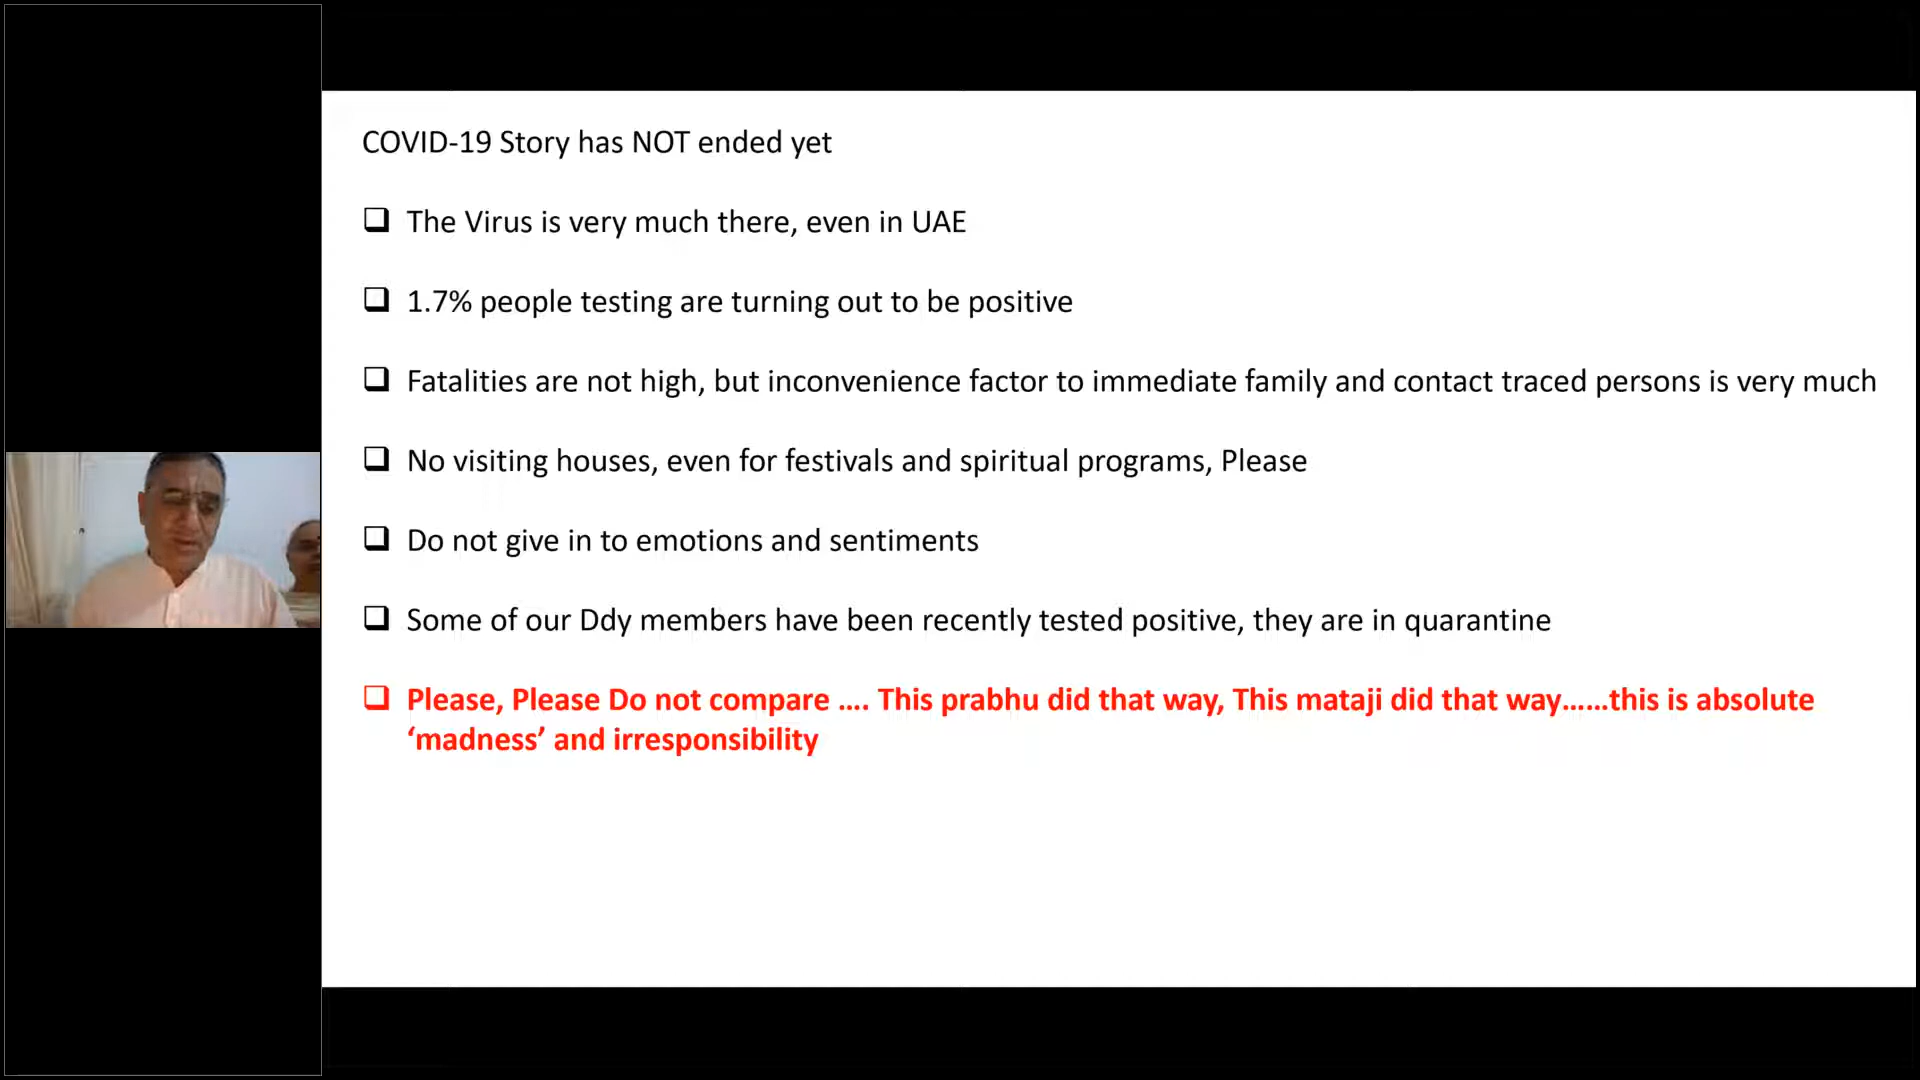 COVID-19 Story has NOT ended yet
The Virus is very much there, even in UAE
1.7% people testing are turning out to be positive
Fatalities are not high, but inconvenience factor to immediate family and contact traced persons is very much
No visiting houses, even for festivals and spiritual programs, Please
Do not give in to emotions and sentiments
Some of our Ddy members have been recently tested positive, they are in quarantine
Please, Please Do not compare .... This prabhu did that way, This mataji did that way......this is absolute
‘madness’ and irresponsibility